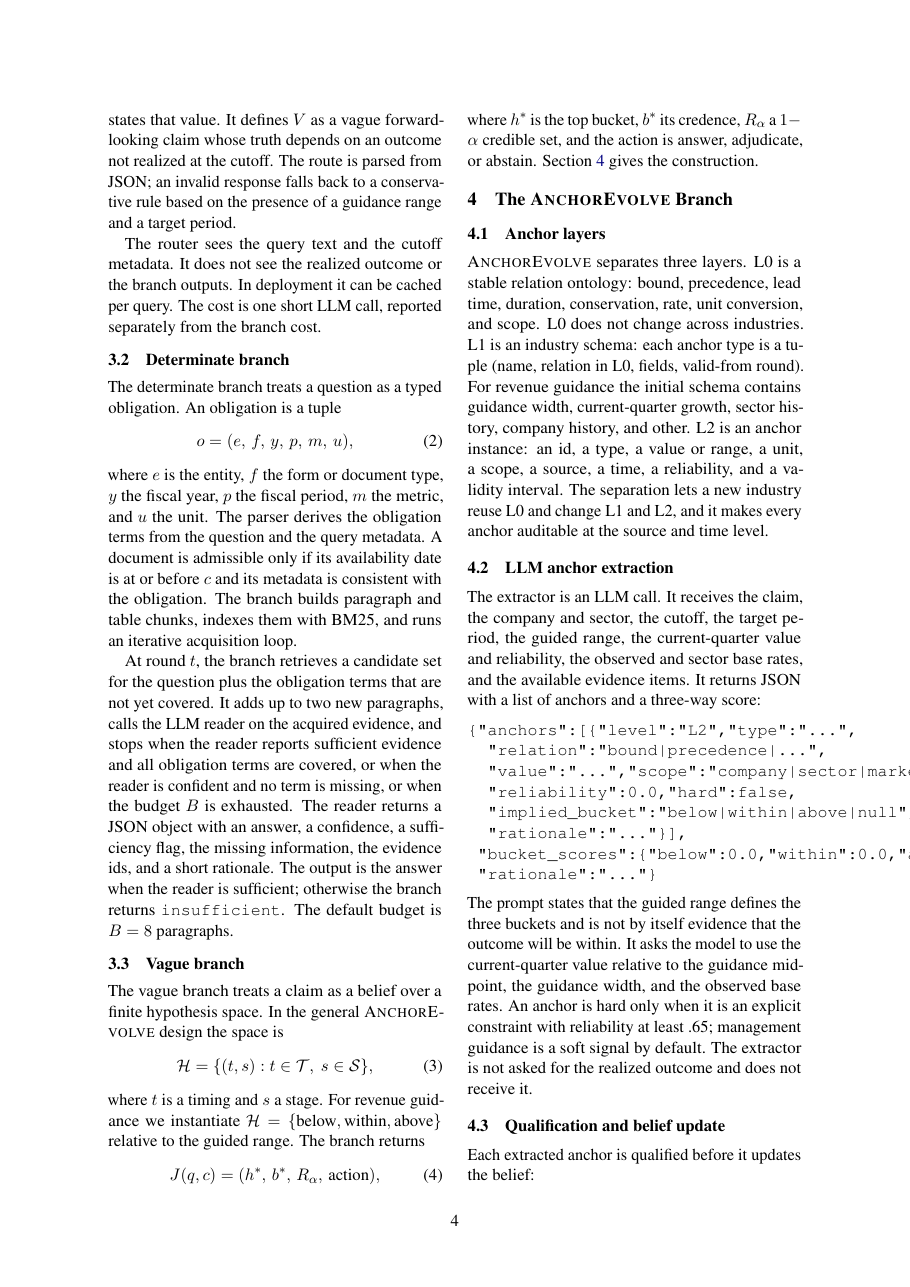 states that value. It defines V as a vague forward-
looking claim whose truth depends on an outcome
not realized at the cutoff. The route is parsed from
JSON; an invalid response falls back to a conserva-
tive rule based on the presence of a guidance range
and a target period.
The router sees the query text and the cutoff
metadata. It does not see the realized outcome or
the branch outputs. In deployment it can be cached
per query. The cost is one short LLM call, reported
separately from the branch cost.
3.2 Determinate branch
The determinate branch treats a question as a typed
obligation. An obligation is a tuple
o = (e, f, y, p, m, u), (2)
where e is the entity, f the form or document type,
y the fiscal year, p the fiscal period, m the metric,
and u the unit. The parser derives the obligation
terms from the question and the query metadata. A
document is admissible only if its availability date
is at or before c and its metadata is consistent with
the obligation. The branch builds paragraph and
table chunks, indexes them with BM25, and runs
an iterative acquisition loop.
At round t, the branch retrieves a candidate set
for the question plus the obligation terms that are
not yet covered. It adds up to two new paragraphs,
calls the LLM reader on the acquired evidence, and
stops when the reader reports sufficient evidence
and all obligation terms are covered, or when the
reader is confident and no term is missing, or when
the budget B is exhausted. The reader returns a
JSON object with an answer, a confidence, a suffi-
ciency flag, the missing information, the evidence
ids, and a short rationale. The output is the answer
when the reader is sufficient; otherwise the branch
returns insufficient. The default budget is
B = 8 paragraphs.
3.3 Vague branch
The vague branch treats a claim as a belief over a
finite hypothesis space. In the general ANCHORE-
VOLVE design the space is
ℋ = {(t, s) : t ∈ 𝒯, s ∈ 𝒮}, (3)
where t is a timing and s a stage. For revenue guid-
ance we instantiate ℋ = {below, within, above}
relative to the guided range. The branch returns
J(q, c) = (h*, b*, Rα, action), (4)
where h* is the top bucket, b* its credence, Rα a 1−
α credible set, and the action is answer, adjudicate,
or abstain. Section 4 gives the construction.
4 The ANCHOREVOLVE Branch
4.1 Anchor layers
ANCHOREVOLVE separates three layers. L0 is a
stable relation ontology: bound, precedence, lead
time, duration, conservation, rate, unit conversion,
and scope. L0 does not change across industries.
L1 is an industry schema: each anchor type is a tu-
ple (name, relation in L0, fields, valid-from round).
For revenue guidance the initial schema contains
guidance width, current-quarter growth, sector his-
tory, company history, and other. L2 is an anchor
instance: an id, a type, a value or range, a unit,
a scope, a source, a time, a reliability, and a va-
lidity interval. The separation lets a new industry
reuse L0 and change L1 and L2, and it makes every
anchor auditable at the source and time level.
4.2 LLM anchor extraction
The extractor is an LLM call. It receives the claim,
the company and sector, the cutoff, the target pe-
riod, the guided range, the current-quarter value
and reliability, the observed and sector base rates,
and the available evidence items. It returns JSON
with a list of anchors and a three-way score:
{"anchors":[{"level":"L2","type":"...",
"relation":"bound|precedence|...",
"value":"...","scope":"company|sector|marke
"reliability":0.0,"hard":false,
"implied_bucket":"below|within|above|null"
"rationale":"..."}],
"bucket_scores":{"below":0.0,"within":0.0,"a
"rationale":"..."}
The prompt states that the guided range defines the
three buckets and is not by itself evidence that the
outcome will be within. It asks the model to use the
current-quarter value relative to the guidance mid-
point, the guidance width, and the observed base
rates. An anchor is hard only when it is an explicit
constraint with reliability at least .65; management
guidance is a soft signal by default. The extractor
is not asked for the realized outcome and does not
receive it.
4.3 Qualification and belief update
Each extracted anchor is qualified before it updates
the belief:
4